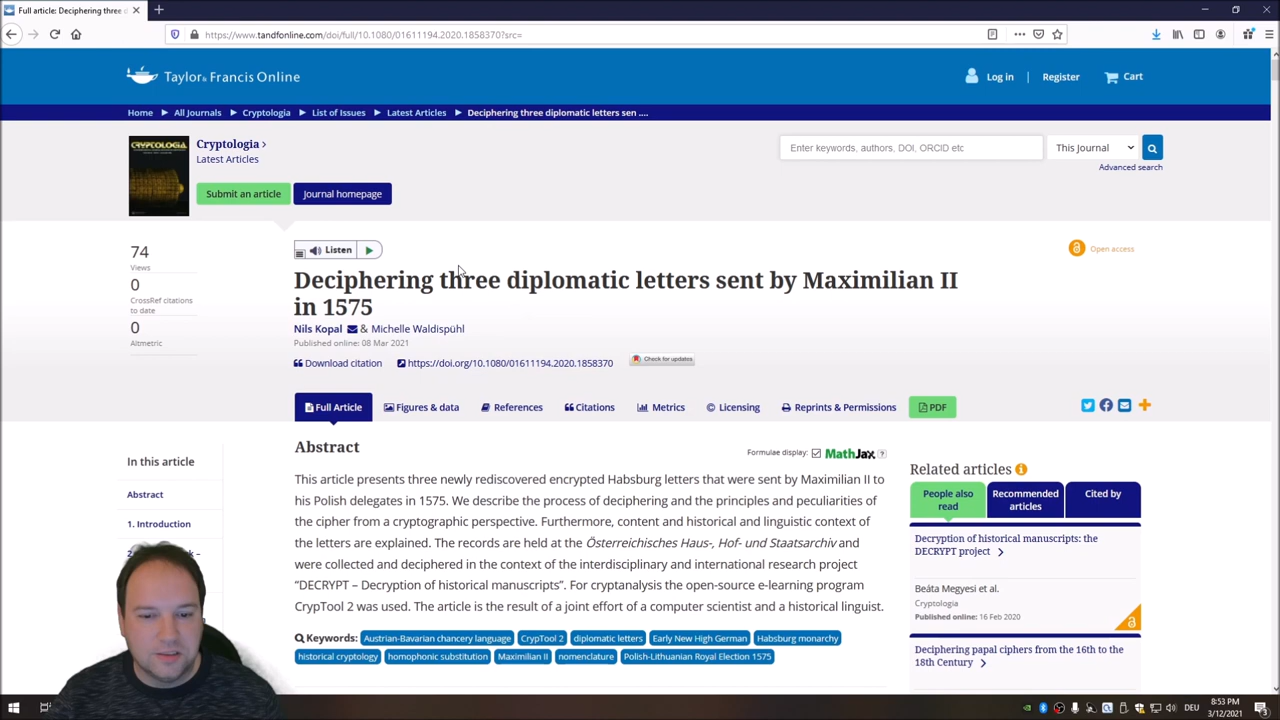 Full article: Deciphering three d
https://www.tandfonline.com/doi/full/10.1080/01611194.2020.1858370?src=
Taylor & Francis Online
Log in | Register Cart
Home All Journals Cryptologia List of Issues Latest Articles Deciphering three diplomatic letters sen ....
CRYPTOLOGIA
Cryptologia
Latest Articles
Enter keywords, authors, DOI, ORCID etc
This Journal
Advanced search
Submit an article
Journal homepage
74
Views
0
CrossRef citations
to date
0
Altmetric
Listen
Open access
Deciphering three diplomatic letters sent by Maximilian II
in 1575
Nils Kopal & Michelle Waldispühl
Published online: 08 Mar 2021
Download citation
https://doi.org/10.1080/01611194.2020.1858370
Check for updates
Full Article
Figures & data
References
Citations
Metrics
Licensing
Reprints & Permissions
PDF
In this article
Abstract
1. Introduction
Abstract
Formulae display: MathJax ?
This article presents three newly rediscovered encrypted Habsburg letters that were sent by Maximilian II to
his Polish delegates in 1575. We describe the process of deciphering and the principles and peculiarities
of the cipher from a cryptographic perspective. Furthermore, content and historical and linguistic context of
the letters are explained. The records are held at the Österreichisches Haus-, Hof- und Staatsarchiv and
were collected and deciphered in the context of the interdisciplinary and international research project
“DECRYPT – Decryption of historical manuscripts”. For cryptanalysis the open-source e-learning program
CrypTool 2 was used. The article is the result of a joint effort of a computer scientist and a historical linguist.
Keywords: Austrian-Bavarian chancery language CrypTool 2 diplomatic letters Early New High German Habsburg monarchy
historical cryptology homophonic substitution Maximilian II nomenclature Polish-Lithuanian Royal Election 1575
Related articles
People also
read
Recommended
articles
Cited by
Decryption of historical manuscripts: the
DECRYPT project
Beáta Megyesi et al.
Cryptologia
Published online: 16 Feb 2020
Deciphering papal ciphers from the 16th to the
18th Century
DEU
8:53 PM
3/12/2021